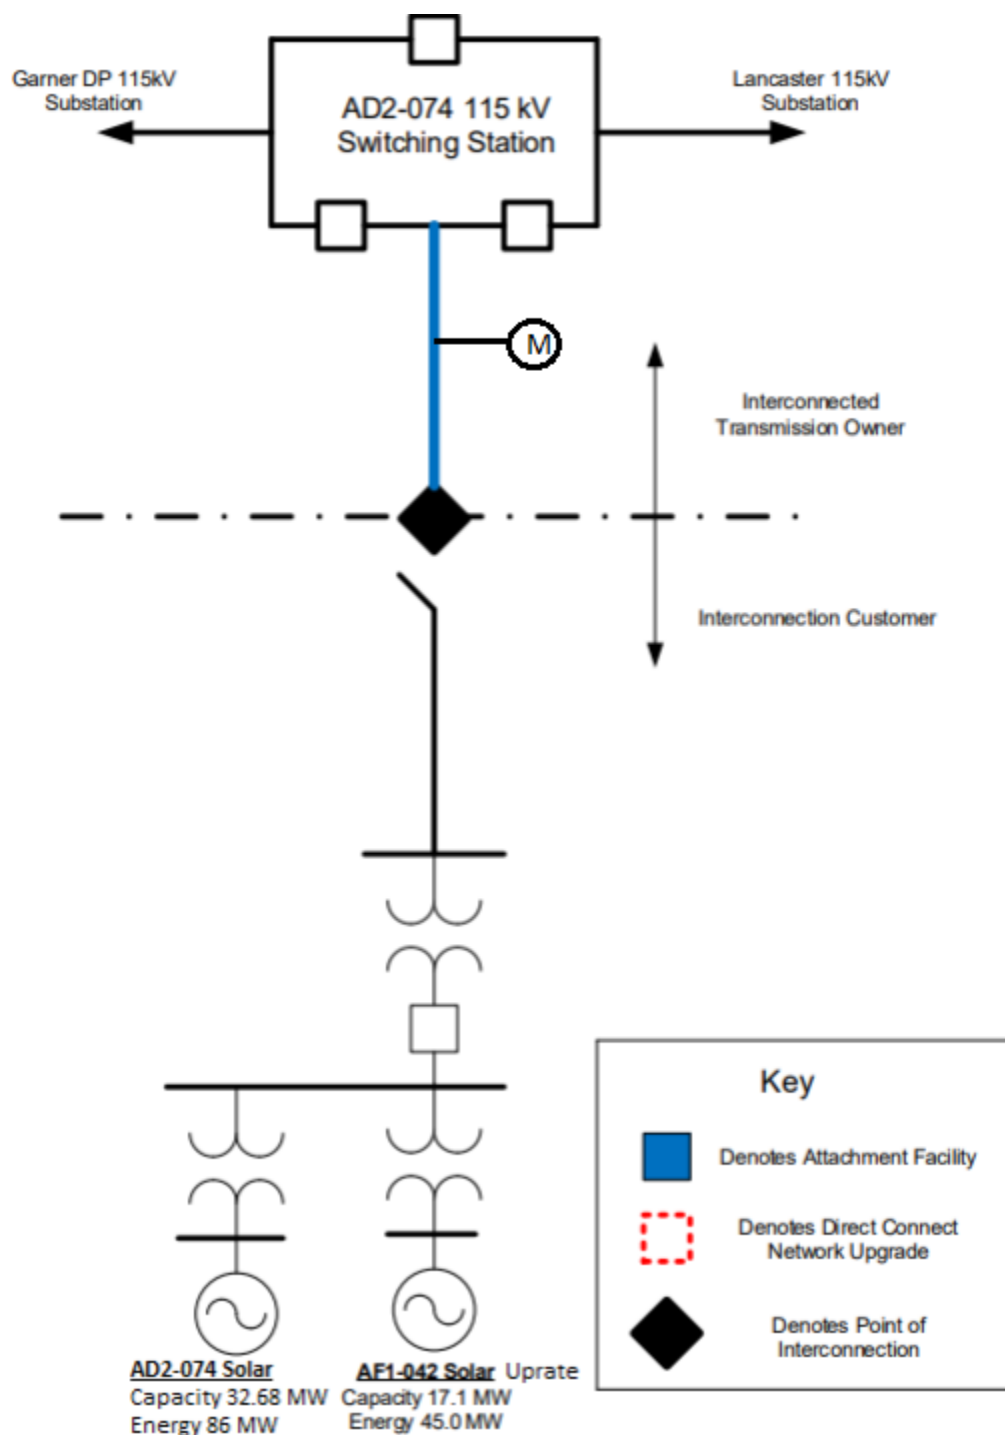 Garner DP 115kV
Substation
AD2-074 115 kV
Switching Station
Lancaster 115kV
Substation
M
Interconnected
Transmission Owner
Interconnection Customer
Key
Denotes Attachment Facility
Denotes Direct Connect
Network Upgrade
Denotes Point of
Interconnection
AD2-074 Solar
Capacity 32.68 MW
Energy 86 MW
AF1-042 Solar Uprate
Capacity 17.1 MW
Energy 45.0 MW